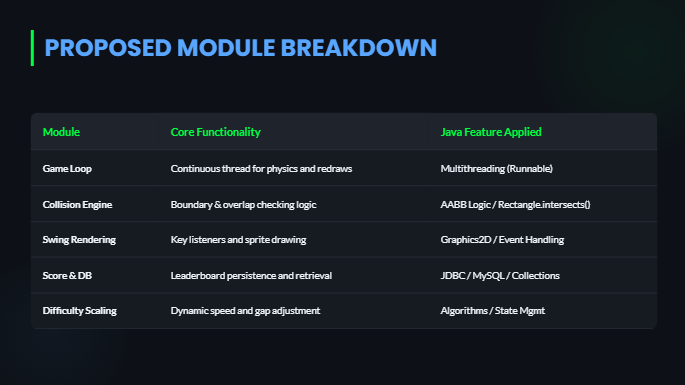 PROPOSED MODULE BREAKDOWN
Module Core Functionality Java Feature Applied
Game Loop Continuous thread for physics and redraws Multithreading (Runnable)
Collision Engine Boundary & overlap checking logic AABB Logic / Rectangle.intersects()
Swing Rendering Key listeners and sprite drawing Graphics2D / Event Handling
Score & DB Leaderboard persistence and retrieval JDBC / MySQL / Collections
Difficulty Scaling Dynamic speed and gap adjustment Algorithms / State Mgmt